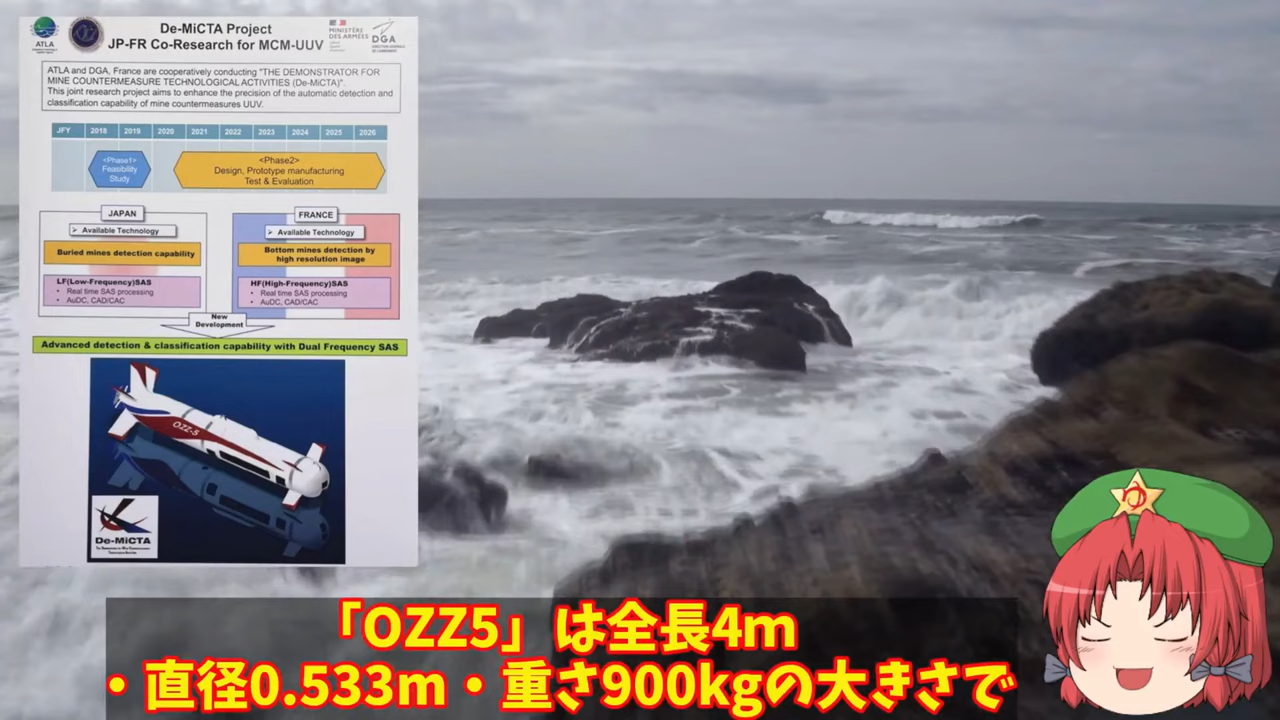 De-MiCTA Project
JP-FR Co-Research for MCM-UUV
ATLA
MINISTÈRE
DES ARMÉES
DGA
ATLA and DGA, France are cooperatively conducting "THE DEMONSTRATOR FOR
MINE COUNTERMEASURE TECHNOLOGICAL ACTIVITIES (De-MiCTA)".
This joint research project aims to enhance the precision of the automatic detection and
classification capability of mine countermeasures UUV.
JFY 2018 2019 2020 2021 2022 2023 2024 2025 2026
<Phase1>
Feasibility
Study
<Phase2>
Design, Prototype manufacturing
Test & Evaluation
JAPAN
➢ Available Technology
Buried mines detection capability
LF(Low-Frequency)SAS
• Real time SAS processing
• AuDC, CAD/CAC
FRANCE
➢ Available Technology
Bottom mines detection by
high resolution image
HF(High-Frequency)SAS
• Real time SAS processing
• AuDC, CAD/CAC
New
Development
Advanced detection & classification capability with Dual Frequency SAS
OZZ-5
De-MiCTA
「OZZ5」は全長4m
・直径0.533m・重さ900kgの大きさで
ゆ